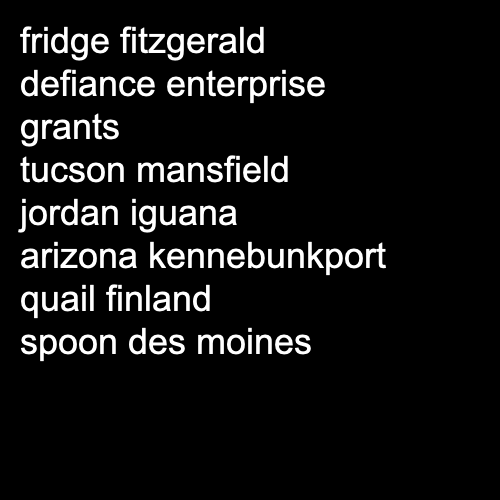 fridge fitzgerald
defiance enterprise
grants
tucson mansfield
jordan iguana
arizona kennebunkport
quail finland
spoon des moines